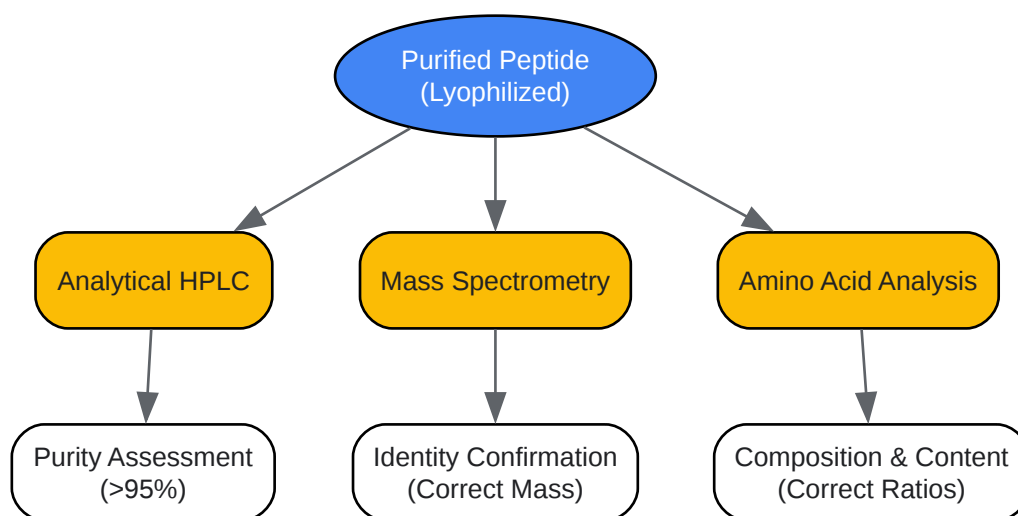 Purified Peptide
(Lyophilized)
Analytical HPLC
Mass Spectrometry
Amino Acid Analysis
Purity Assessment
(>95%)
Identity Confirmation
(Correct Mass)
Composition & Content
(Correct Ratios)